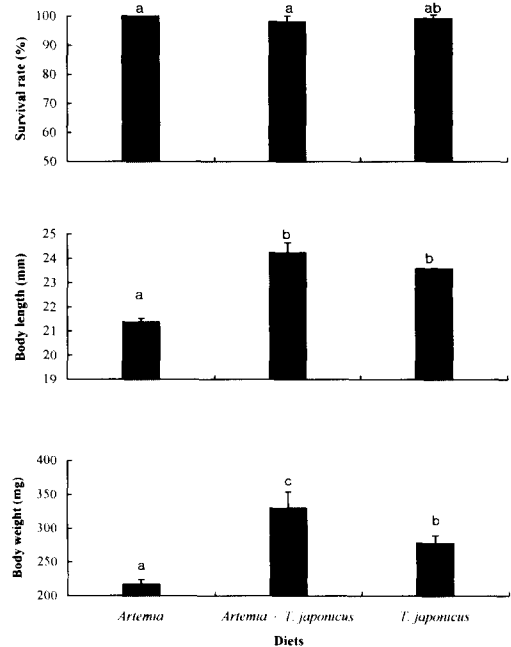 a a ab
100
90
80
70
60
50
Survival rate (%)
b
b
a
25
24
23
22
21
20
19
Body length (mm)
c
b
a
400
350
300
250
200
Body weight (mg)
Artemia Artemia · T. japonicus T. japonicus
Diets